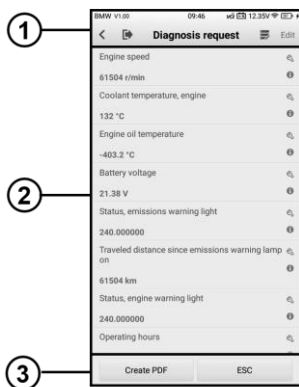 BMW V1.00 09:46 12.35V
Diagnosis request Edit
1
Engine speed
61504 r/min
Coolant temperature, engine
132 °C
Engine oil temperature
-403.2 °C
Battery voltage
2
21.38 V
Status, emissions warning light
240.000000
Traveled distance since emissions warning lamp
on
61504 km
Status, engine warning light
240.000000
Operating hours
3
Create PDF ESC